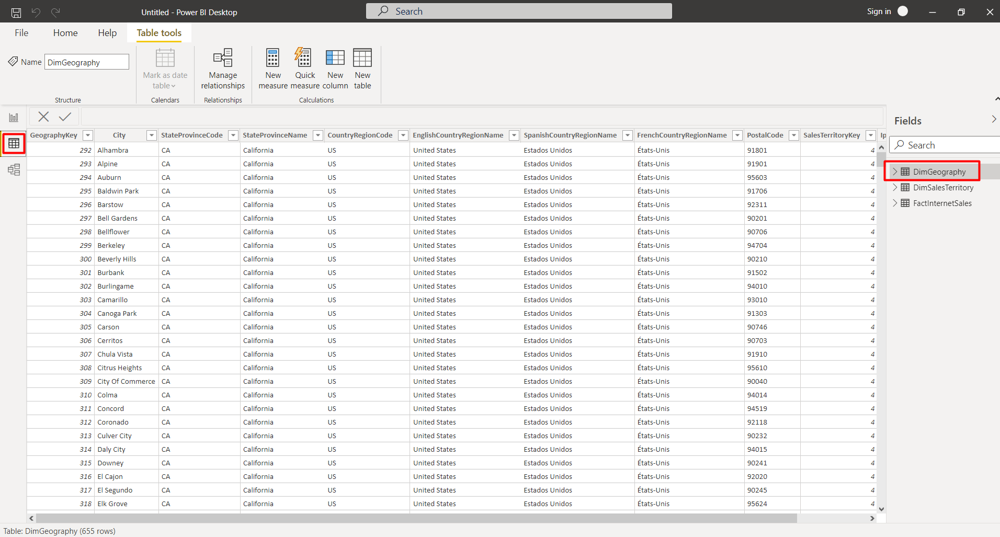 Untitled - Power BI Desktop
Search
Sign in
File Home Help Table tools
Name DimGeography
Mark as date table
Manage relationships
New measure
Quick measure
New column
New table
Structure Calendars Relationships Calculations
Fields
Search
DimGeography
DimSalesTerritory
FactInternetSales
GeographyKey City StateProvinceCode StateProvinceName CountryRegionCode EnglishCountryRegionName SpanishCountryRegionName FrenchCountryRegionName PostalCode SalesTerritoryKey Ip
292 Alhambra CA California US United States Estados Unidos États-Unis 91801 4
293 Alpine CA California US United States Estados Unidos États-Unis 91901 4
294 Auburn CA California US United States Estados Unidos États-Unis 95603 4
295 Baldwin Park CA California US United States Estados Unidos États-Unis 91706 4
296 Barstow CA California US United States Estados Unidos États-Unis 92311 4
297 Bell Gardens CA California US United States Estados Unidos États-Unis 90201 4
298 Bellflower CA California US United States Estados Unidos États-Unis 90706 4
299 Berkeley CA California US United States Estados Unidos États-Unis 94704 4
300 Beverly Hills CA California US United States Estados Unidos États-Unis 90210 4
301 Burbank CA California US United States Estados Unidos États-Unis 91502 4
302 Burlingame CA California US United States Estados Unidos États-Unis 94010 4
303 Camarillo CA California US United States Estados Unidos États-Unis 93010 4
304 Canoga Park CA California US United States Estados Unidos États-Unis 91303 4
305 Carson CA California US United States Estados Unidos États-Unis 90746 4
306 Cerritos CA California US United States Estados Unidos États-Unis 90703 4
307 Chula Vista CA California US United States Estados Unidos États-Unis 91910 4
308 Citrus Heights CA California US United States Estados Unidos États-Unis 95610 4
309 City Of Commerce CA California US United States Estados Unidos États-Unis 90040 4
310 Colma CA California US United States Estados Unidos États-Unis 94014 4
311 Concord CA California US United States Estados Unidos États-Unis 94519 4
312 Coronado CA California US United States Estados Unidos États-Unis 92118 4
313 Culver City CA California US United States Estados Unidos États-Unis 90232 4
314 Daly City CA California US United States Estados Unidos États-Unis 94015 4
315 Downey CA California US United States Estados Unidos États-Unis 90241 4
316 El Cajon CA California US United States Estados Unidos États-Unis 92020 4
317 El Segundo CA California US United States Estados Unidos États-Unis 90245 4
318 Elk Grove CA California US United States Estados Unidos États-Unis 95624 4
Table: DimGeography (655 rows)